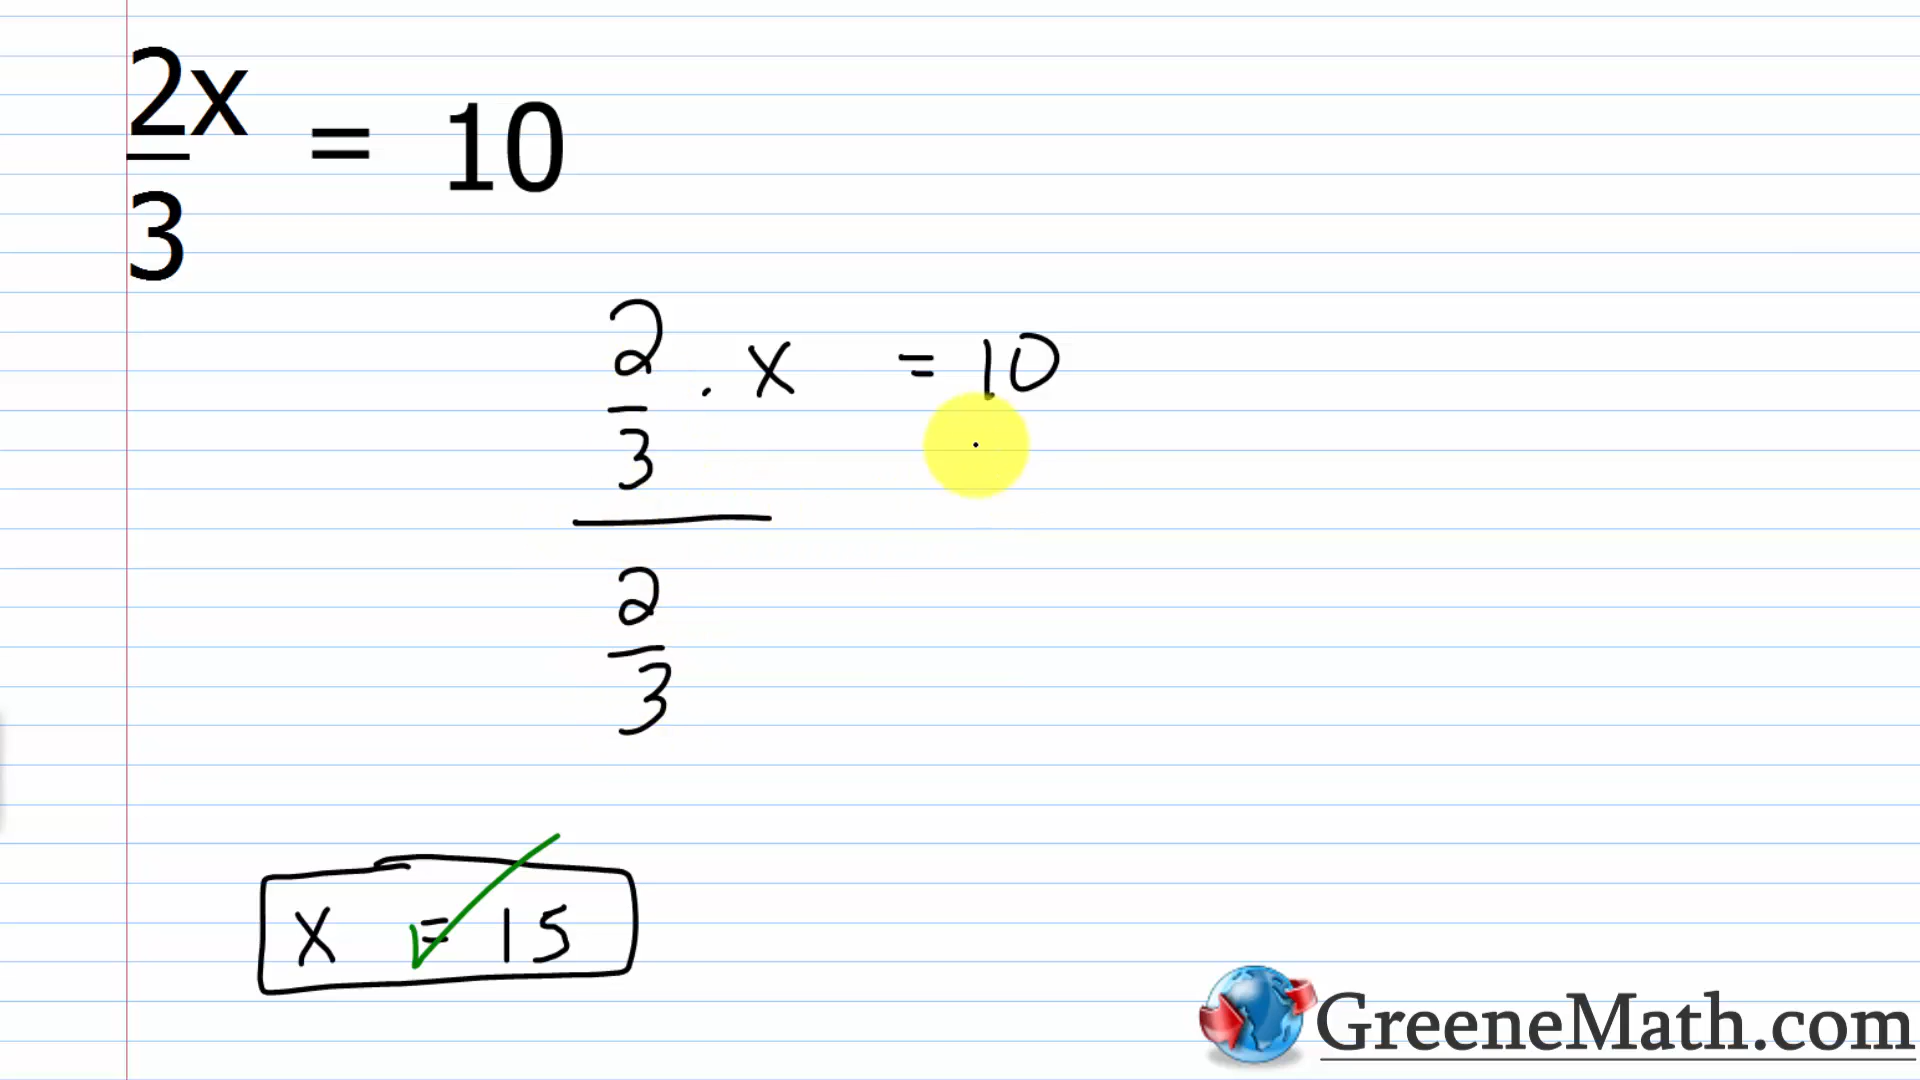 2x
— = 10
3
2
— . x = 10
3
———
2
—
3
x = 15
GreeneMath.com